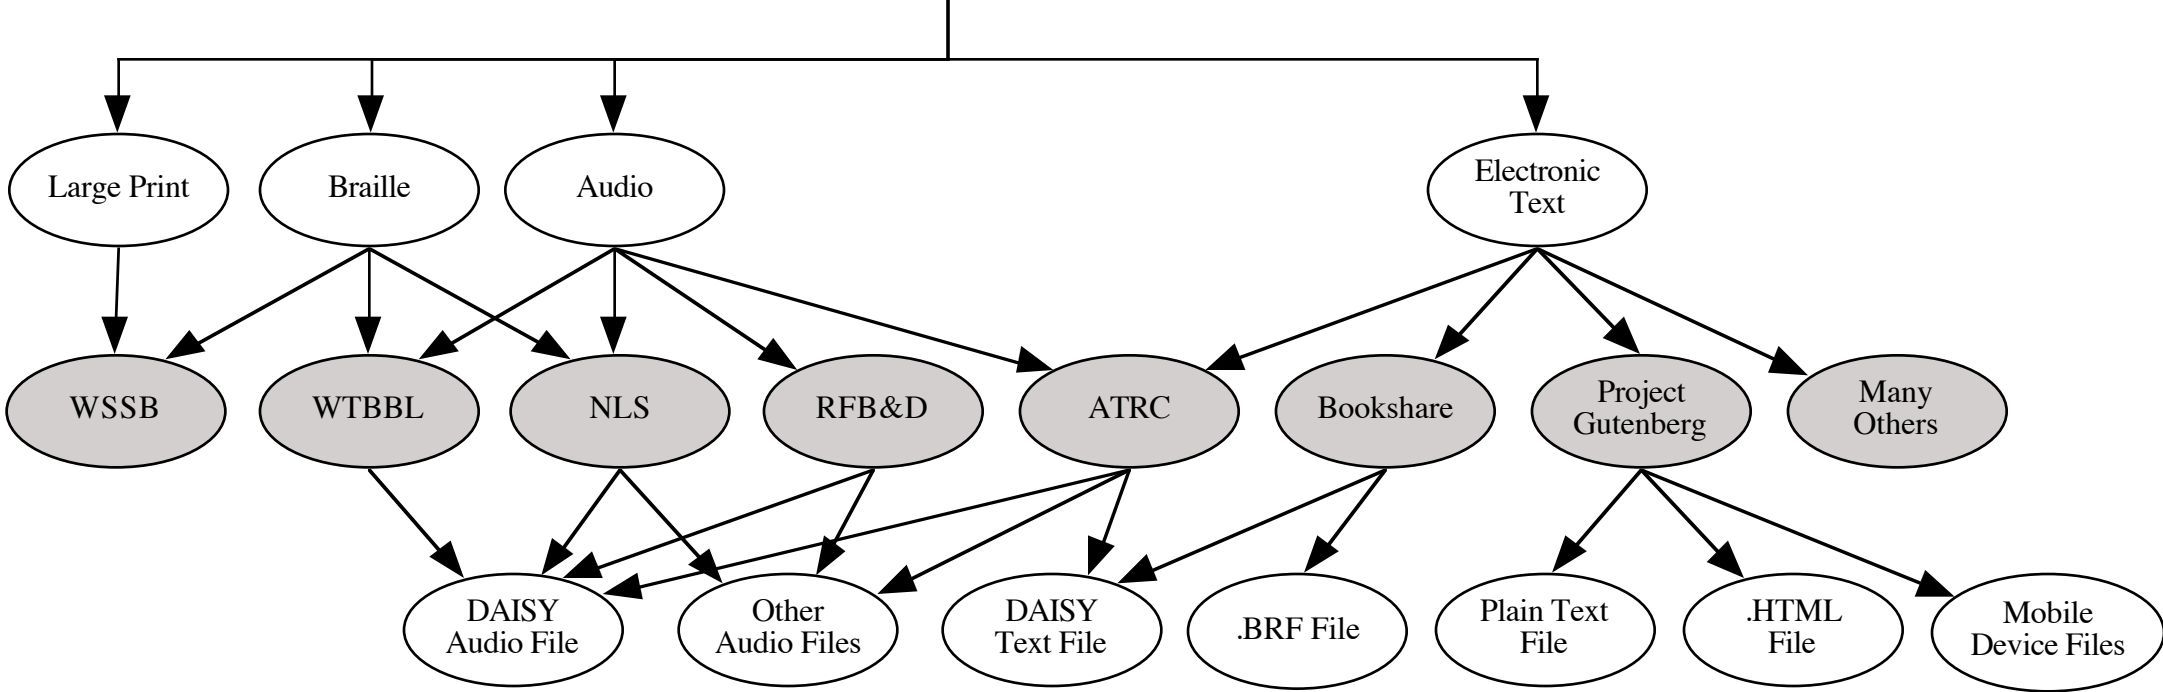 Large Print
Braille
Audio
Electronic
Text
WSSB
WTBBL
NLS
RFB&D
ATRC
Bookshare
Project
Gutenberg
Many
Others
DAISY
Audio File
Other
Audio Files
DAISY
Text File
.BRF File
Plain Text
File
.HTML
File
Mobile
Device Files